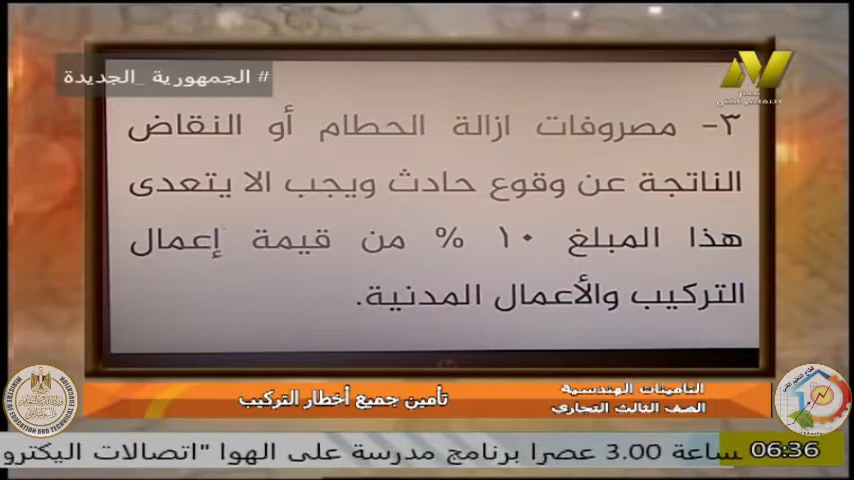 # الجمهورية _الجديدة
٣- مصروفات ازالة الحطام أو النقاض
الناتجة عن وقوع حادث ويجب الا يتعدى
هذا المبلغ ١٠ % من قيمة إعمال
التركيب والأعمال المدنية.
التأمينات الهندسية
الصف الثالث التجاري
تأمين جميع أخطار التركيب
ساعة 3.00 عصرا برنامج مدرسة على الهوا "اتصالات اليكترو
06:36